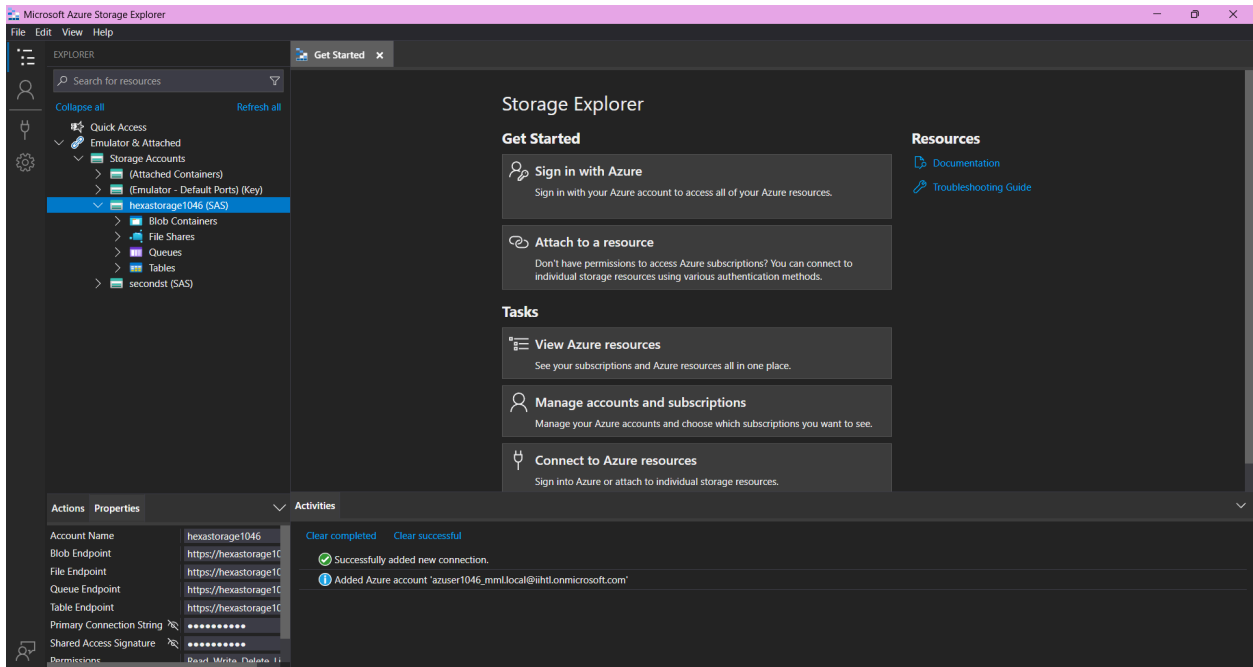 Microsoft Azure Storage Explorer
File Edit View Help
EXPLORER
Search for resources
Collapse all
Refresh all
Quick Access
Emulator & Attached
Storage Accounts
(Attached Containers)
(Emulator - Default Ports) (Key)
hexastorage1046 (SAS)
Blob Containers
File Shares
Queues
Tables
secondst (SAS)
Get Started
Storage Explorer
Get Started
Sign in with Azure
Sign in with your Azure account to access all of your Azure resources.
Attach to a resource
Don't have permissions to access Azure subscriptions? You can connect to
individual storage resources using various authentication methods.
Tasks
View Azure resources
See your subscriptions and Azure resources all in one place.
Manage accounts and subscriptions
Manage your Azure accounts and choose which subscriptions you want to see.
Connect to Azure resources
Sign into Azure or attach to individual storage resources.
Resources
Documentation
Troubleshooting Guide
Actions Properties
Account Name hexastorage1046
Blob Endpoint https://hexastorage10
File Endpoint https://hexastorage10
Queue Endpoint https://hexastorage10
Table Endpoint https://hexastorage10
Primary Connection String ••••••••••
Shared Access Signature ••••••••••
Permissions Read, Write, Delete, Li
Activities
Clear completed Clear successful
Successfully added new connection.
Added Azure account 'azuser1046_mml.local@iihtl.onmicrosoft.com'